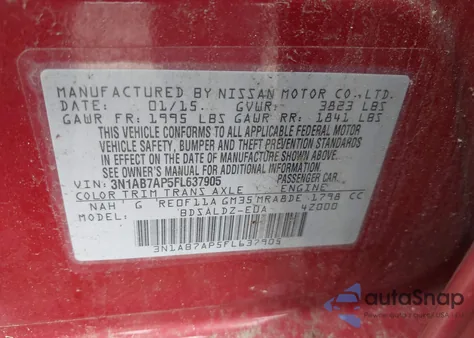 MANUFACTURED BY NISSAN MOTOR CO., LTD.
DATE: 01/15. GVWR: 3823 LBS
GAWR FR: 1995 LBS GAWR RR: 1841 LBS
THIS VEHICLE CONFORMS TO ALL APPLICABLE FEDERAL MOTOR
VEHICLE SAFETY, BUMPER AND THEFT PREVENTION STANDARDS
IN EFFECT ON THE DATE OF MANUFACTURE SHOWN ABOVE.
SEE OWNER'S MANUAL FOR ADDITIONAL INFORMATION.
VIN: 3N1AB7AP5FL637905 PASSENGER CAR
COLOR TRIM TRANS AXLE ENGINE
NAH G RE0F11A GM35 MRA8DE 1798 CC
BDSALDZ-EUA 42000
3N1AB7AP5FL637905
autoSnap